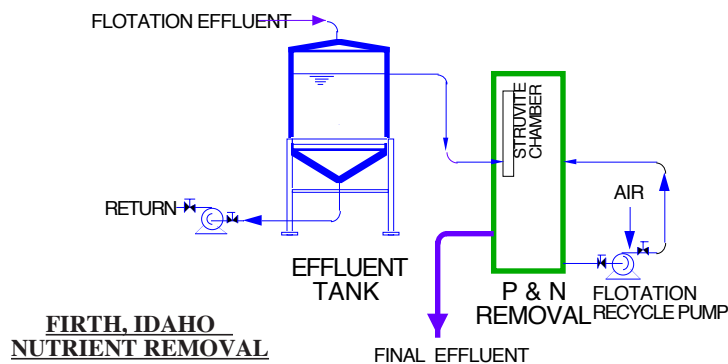 FLOTATION EFFLUENT
STRUVITE
CHAMBER
AIR
RETURN
EFFLUENT
TANK
P & N
REMOVAL
FLOTATION
RECYCLE PUMP
FIRTH, IDAHO
NUTRIENT REMOVAL
FINAL EFFLUENT